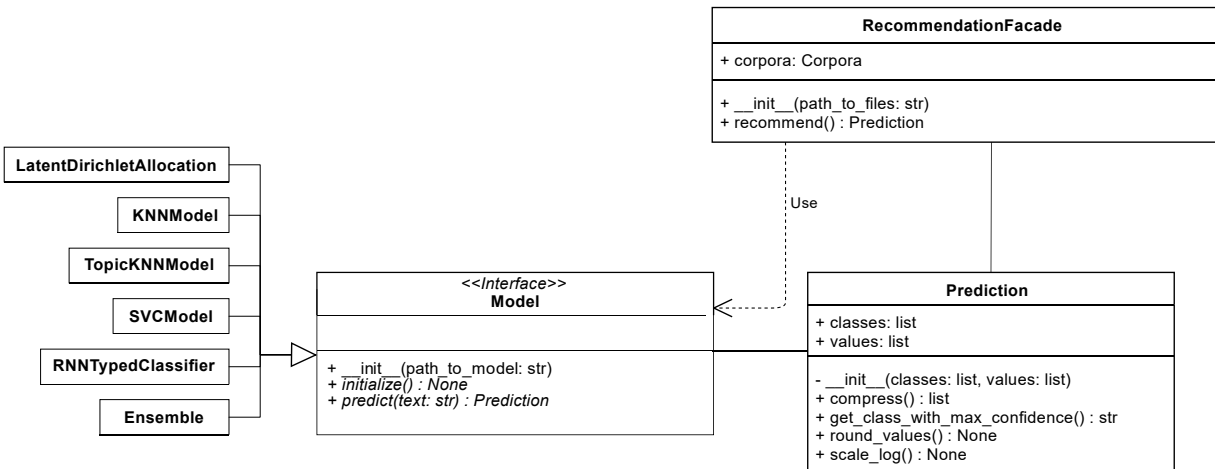 RecommendationFacade
+ corpora: Corpora
+ __init__(path_to_files: str)
+ recommend() : Prediction
LatentDirichletAllocation
KNNModel
TopicKNNModel
SVCModel
RNNTypedClassifier
Ensemble
Use
<<Interface>>
Model
+ __init__(path_to_model: str)
+ initialize() : None
+ predict(text: str) : Prediction
Prediction
+ classes: list
+ values: list
- __init__(classes: list, values: list)
+ compress() : list
+ get_class_with_max_confidence() : str
+ round_values() : None
+ scale_log() : None